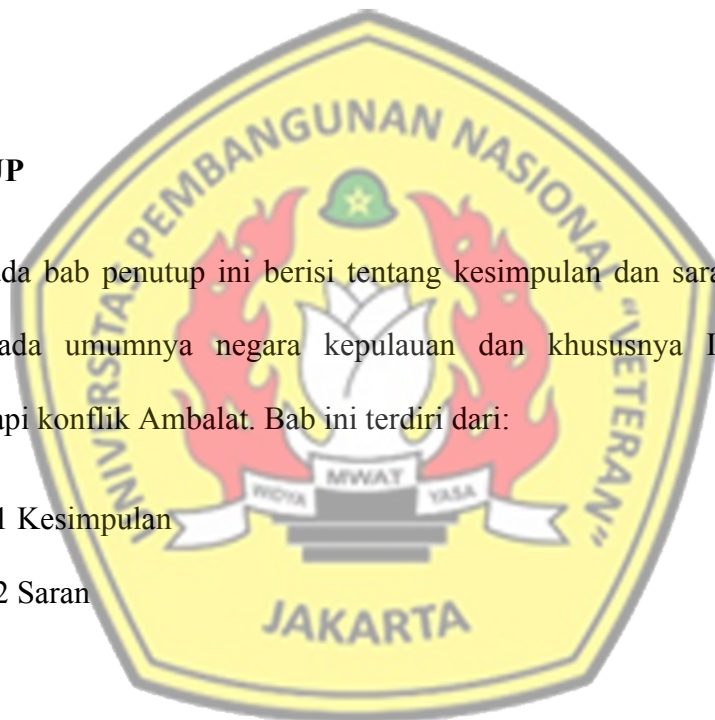 UP
ada bab penutup ini berisi tentang kesimpulan dan sara
ada umumnya negara kepulauan dan khususnya I
api konflik Ambalat. Bab ini terdiri dari:
1 Kesimpulan
2 Saran
UNIVERSITAS PEMBANGUNAN NASIONAL "VETERAN"
WIDYA MWAT YASA
JAKARTA